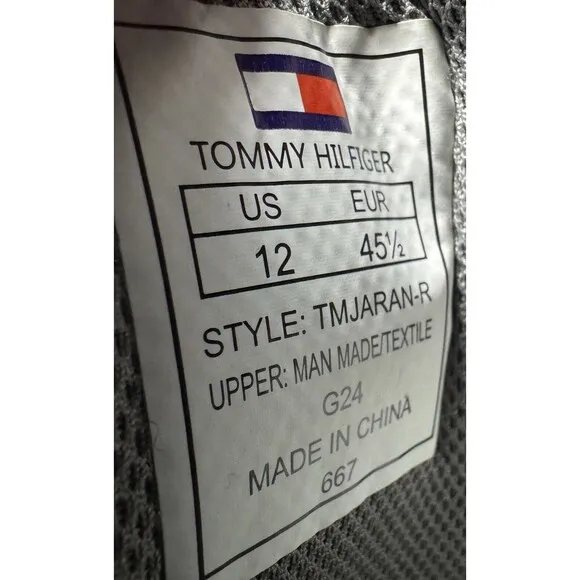 TOMMY HILFIGER
US EUR
12 45½
STYLE: TMJARAN-R
UPPER: MAN MADE/TEXTILE
G24
MADE IN CHINA
667